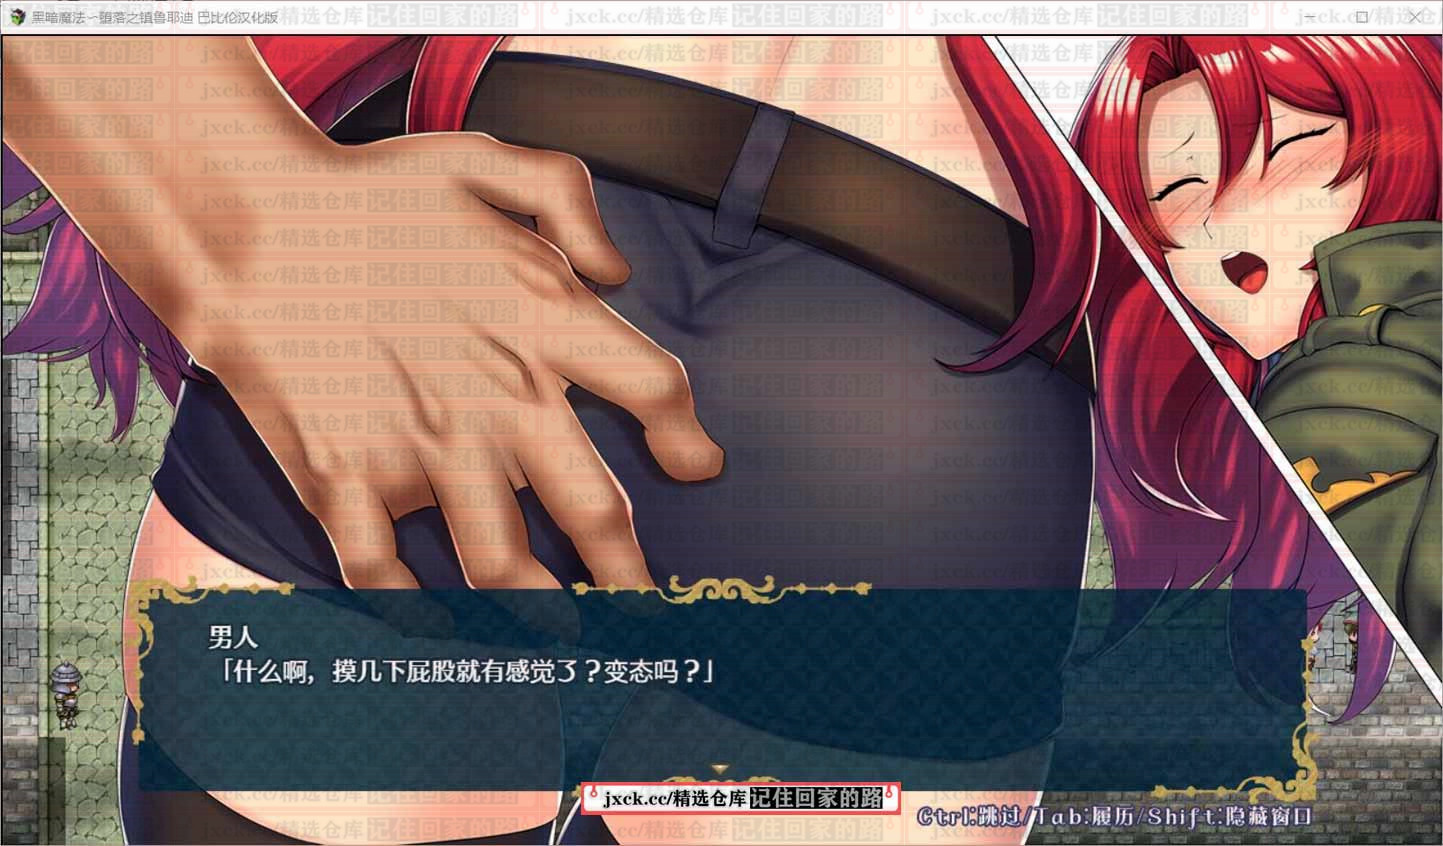 黑暗魔法~堕落之镇鲁耶迪 巴比伦汉化版
男人
「什么啊，摸几下屁股就有感觉了？变态吗？」
jxck.cc/精选仓库记住回家的路
Ctrl:跳过/Tab:履历/Shift:隐藏窗口